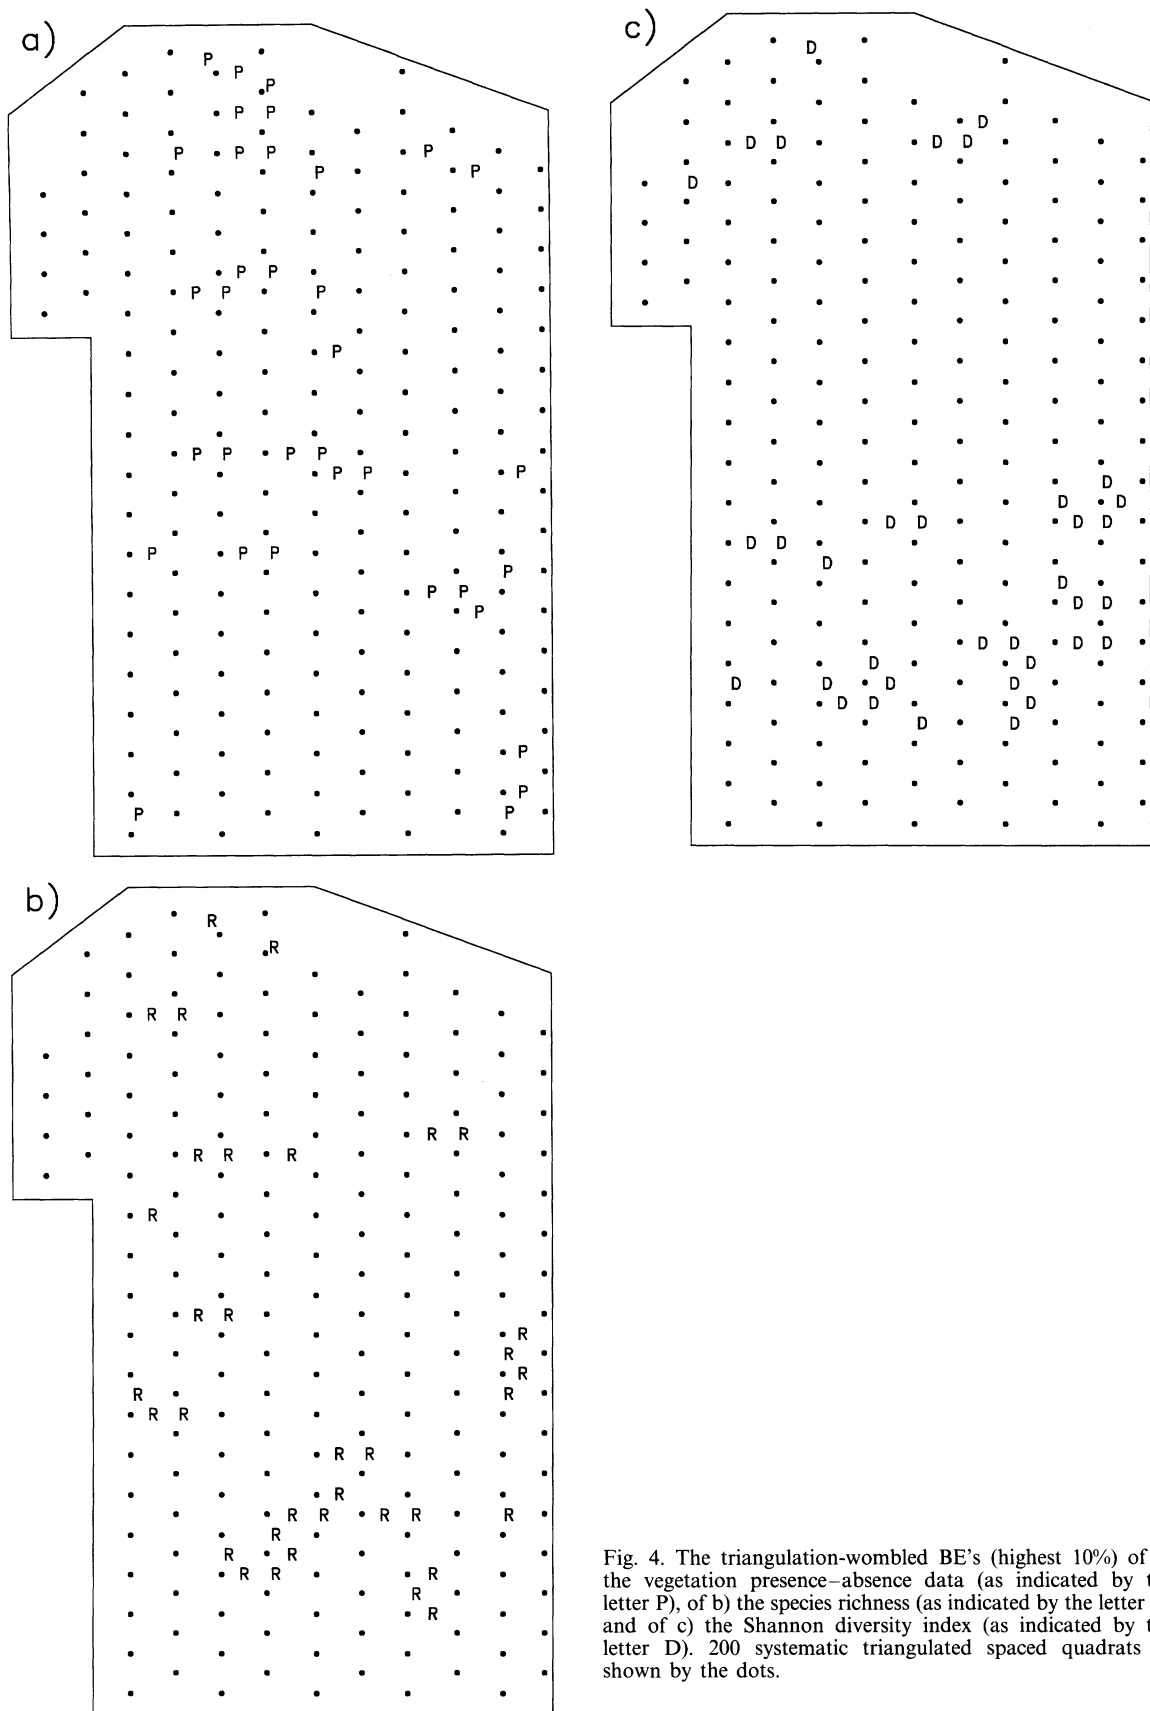 a)
P
P
P
P P
P P P P
P P
P P
P P P
P
P P P P
P P P
P P P
P
P P
P
P
P
P P
b)
R
R
R R
R R
R R R
R
R R
R
R
R
R R
R R
R R
R
R R R R R
R
R R
R R R
R
R
c)
D
D
D D D D
D
D
D D
D D D D
D D
D
D
D D
D D D D
D D
D D D D
D D D
D D
Fig. 4. The triangulation-wombled BE's (highest 10%) of
the vegetation presence–absence data (as indicated by
letter P), of b) the species richness (as indicated by the letter
and of c) the Shannon diversity index (as indicated by
letter D). 200 systematic triangulated spaced quadrats
shown by the dots.